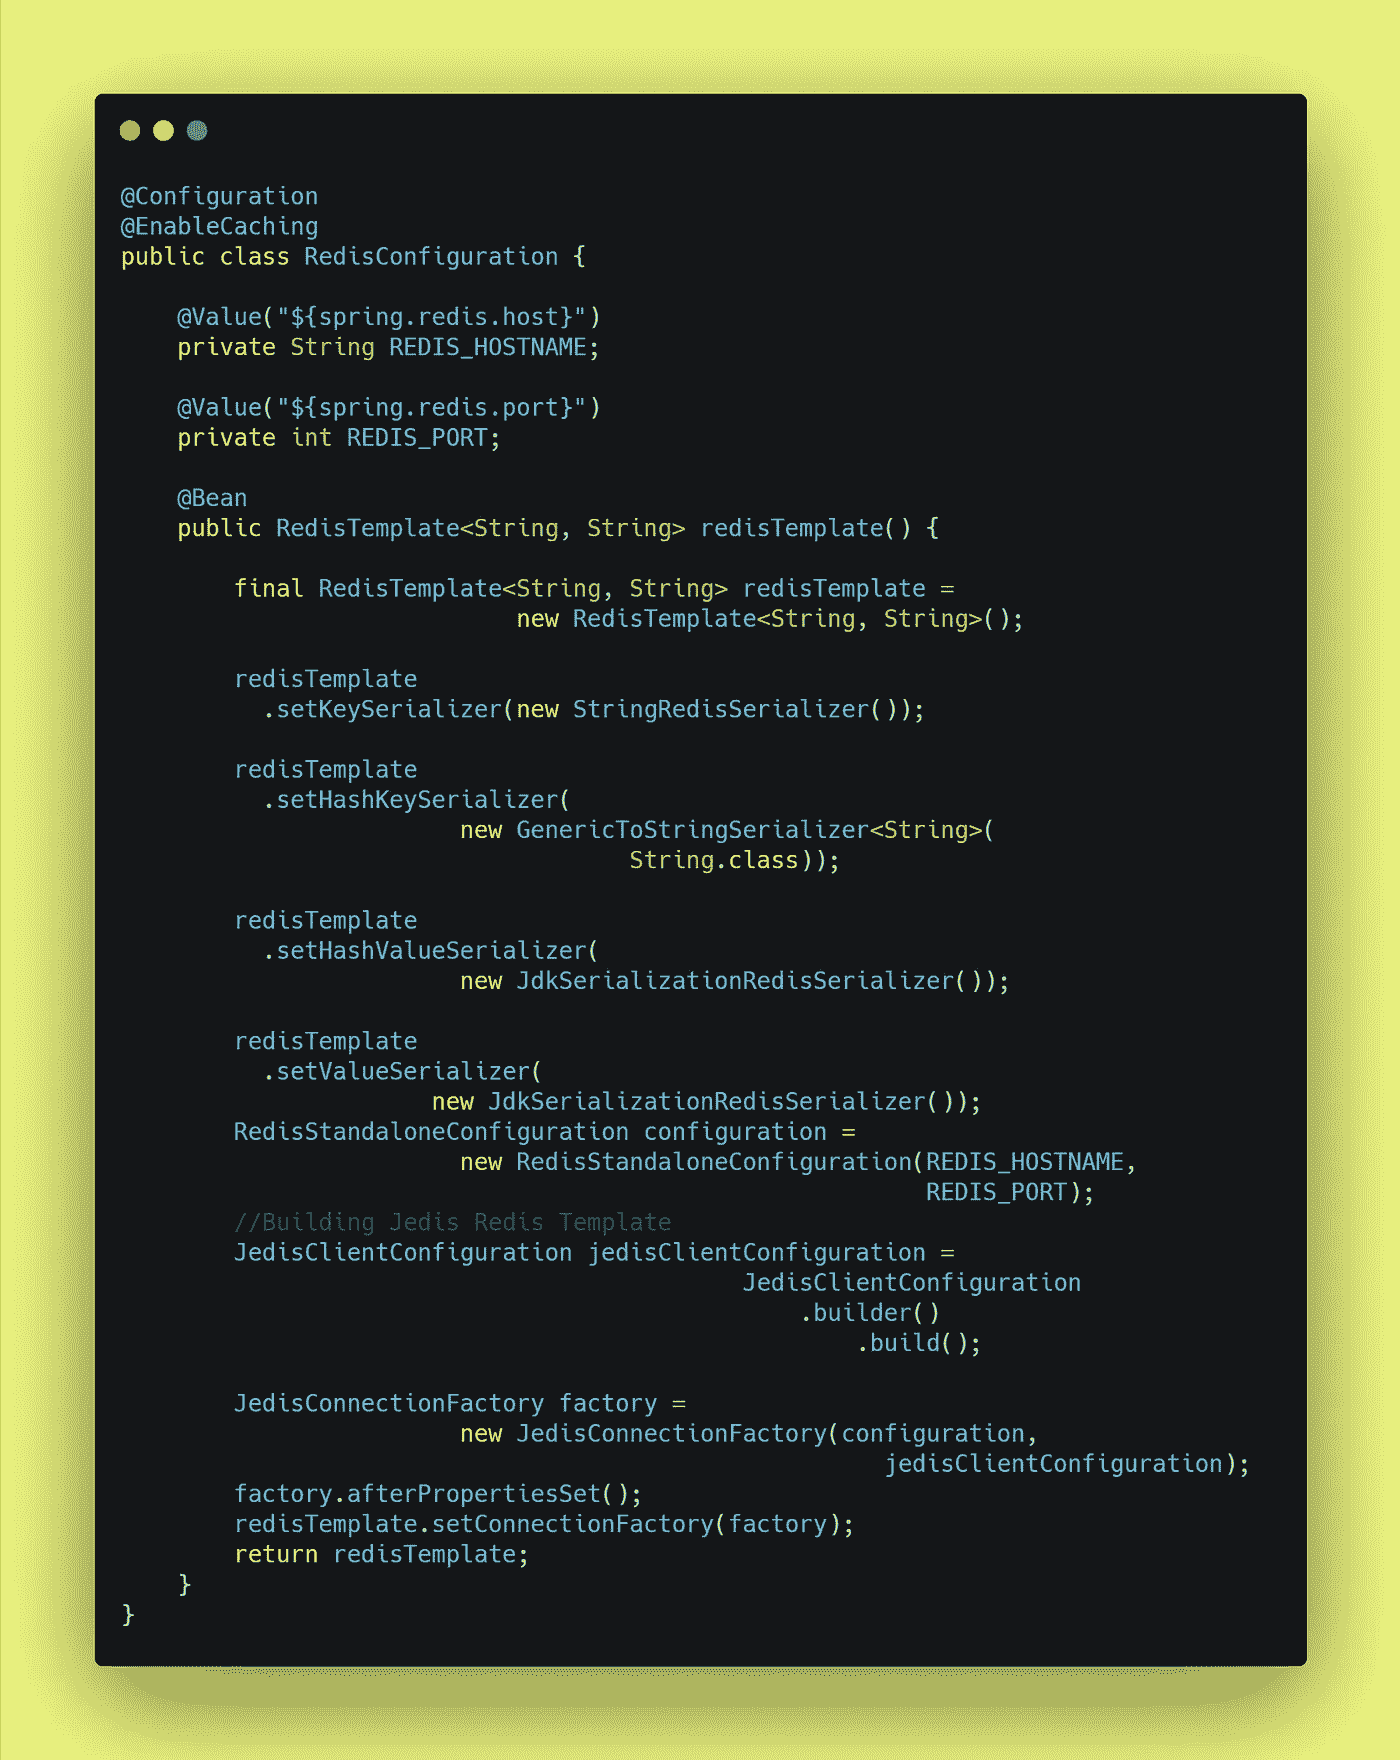 @Configuration
@EnableCaching
public class RedisConfiguration {
@Value("${spring.redis.host}")
private String REDIS_HOSTNAME;
@Value("${spring.redis.port}")
private int REDIS_PORT;
@Bean
public RedisTemplate<String, String> redisTemplate() {
final RedisTemplate<String, String> redisTemplate =
new RedisTemplate<String, String>();
redisTemplate
.setKeySerializer(new StringRedisSerializer());
redisTemplate
.setHashKeySerializer(
new GenericToStringSerializer<String>(
String.class));
redisTemplate
.setHashValueSerializer(
new JdkSerializationRedisSerializer());
redisTemplate
.setValueSerializer(
new JdkSerializationRedisSerializer());
RedisStandaloneConfiguration configuration =
new RedisStandaloneConfiguration(REDIS_HOSTNAME,
REDIS_PORT);
//Building Jedis Redis Template
JedisClientConfiguration jedisClientConfiguration =
JedisClientConfiguration
.builder()
.build();
JedisConnectionFactory factory =
new JedisConnectionFactory(configuration,
jedisClientConfiguration);
factory.afterPropertiesSet();
redisTemplate.setConnectionFactory(factory);
return redisTemplate;
}
}